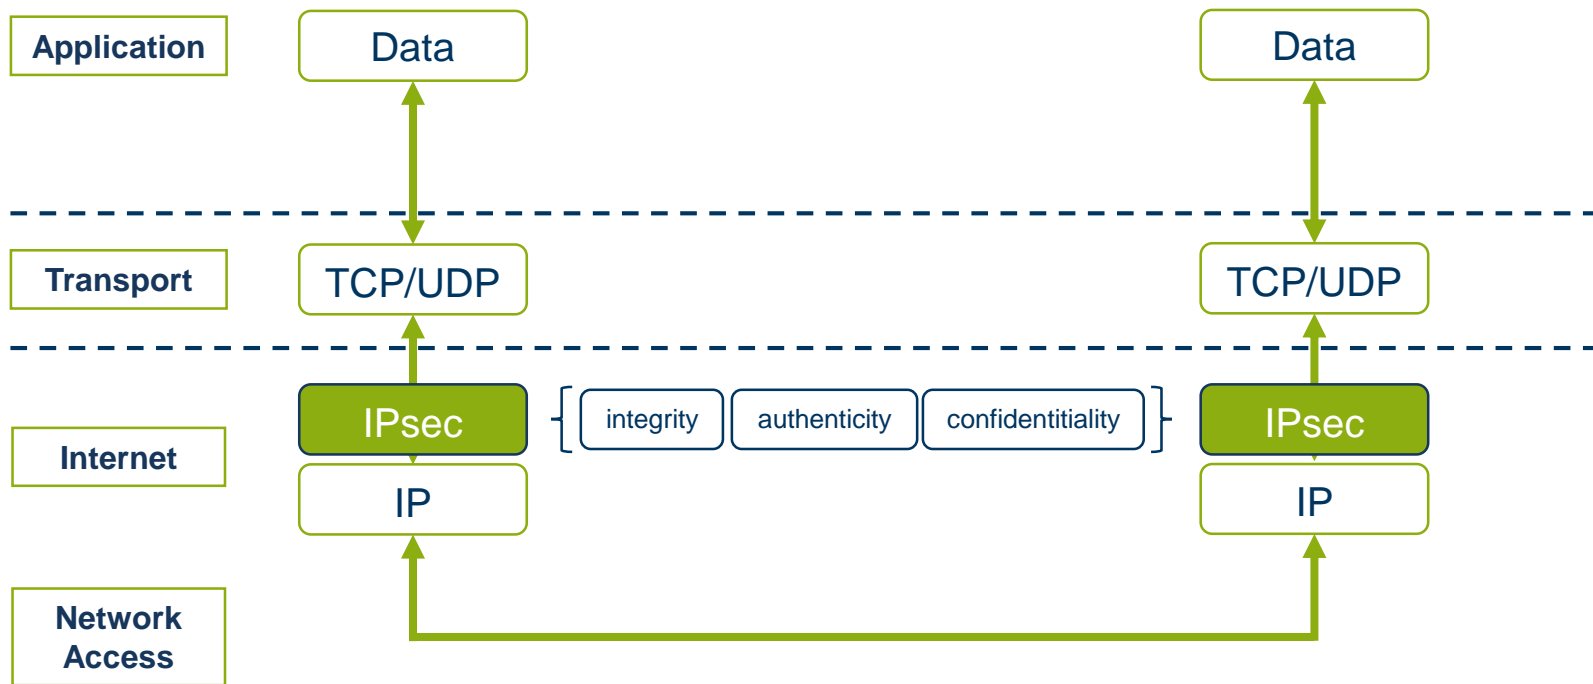 Application
Data
Data
Transport
TCP/UDP
TCP/UDP
Internet
IPsec
integrity
authenticity
confidentitiality
IPsec
IP
IP
Network
Access